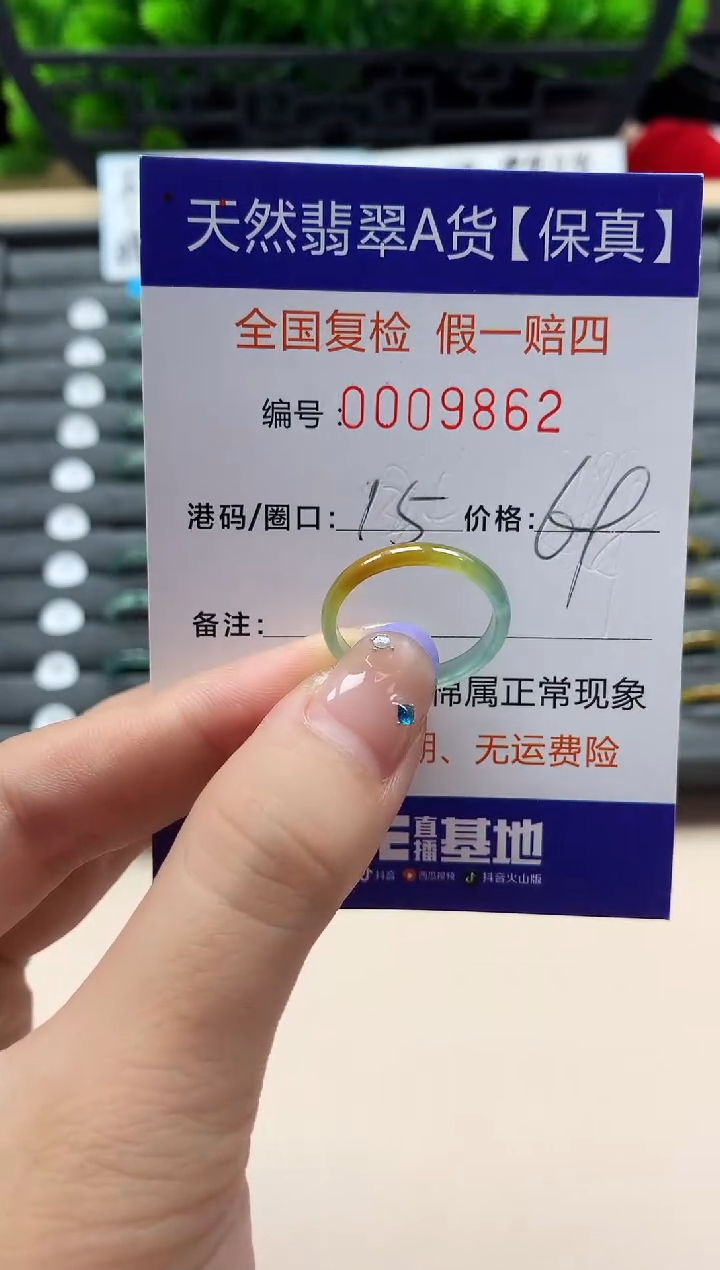 天然翡翠A货【保真】
全国复检 假一赔四
编号:0009862
港码/圈口: 15 价格: 69
备注:
棉属正常现象
期、无运费险
直播基地
抖音 西瓜视频 抖音火山版